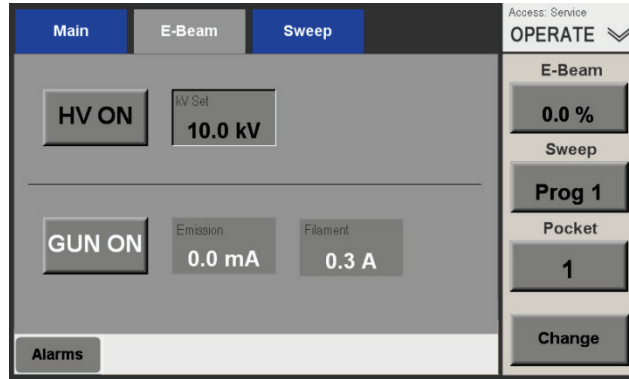 Main
E-Beam
Sweep
Access: Service
OPERATE
HV ON
kV Set
10.0 kV
GUN ON
Emission
0.0 mA
Filament
0.3 A
E-Beam
0.0 %
Sweep
Prog 1
Pocket
1
Change
Alarms